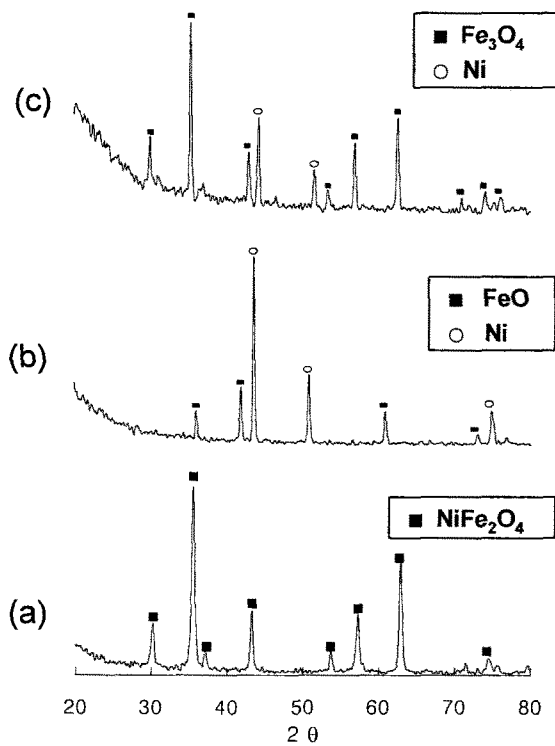 (c)
■ Fe₃O₄
○ Ni
(b)
■ FeO
○ Ni
(a)
■ NiFe₂O₄
20 30 40 50 60 70 80
2 θ